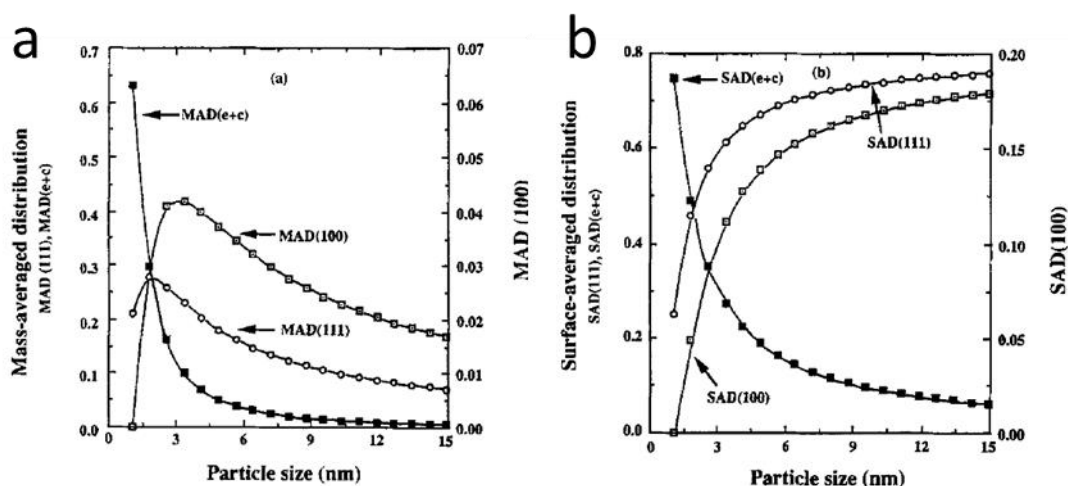 a
(a)
Mass-averaged distribution
MAD (111), MAD(e+c)
0.7
0.6
0.5
0.4
0.3
0.2
0.1
0.0
MAD(e+c)
MAD(100)
MAD(111)
0.07
0.06
0.05
0.04
0.03
0.02
0.01
0.00
MAD (100)
0 3 6 9 12 15
Particle size (nm)
b
(b)
Surface-averaged distribution
SAD(111), SAD(e+c)
0.8
0.6
0.4
0.2
0.0
SAD(e+c)
SAD(111)
SAD(100)
0.20
0.15
0.10
0.05
0.00
SAD(100)
0 3 6 9 12 15
Particle size (nm)